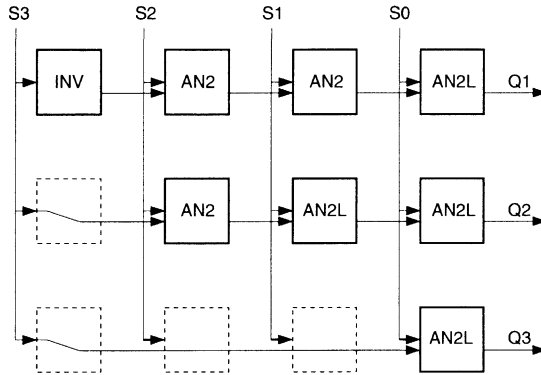 S3 S2 S1 S0
INV AN2 AN2 AN2L Q1
AN2 AN2L AN2L Q2
AN2L Q3